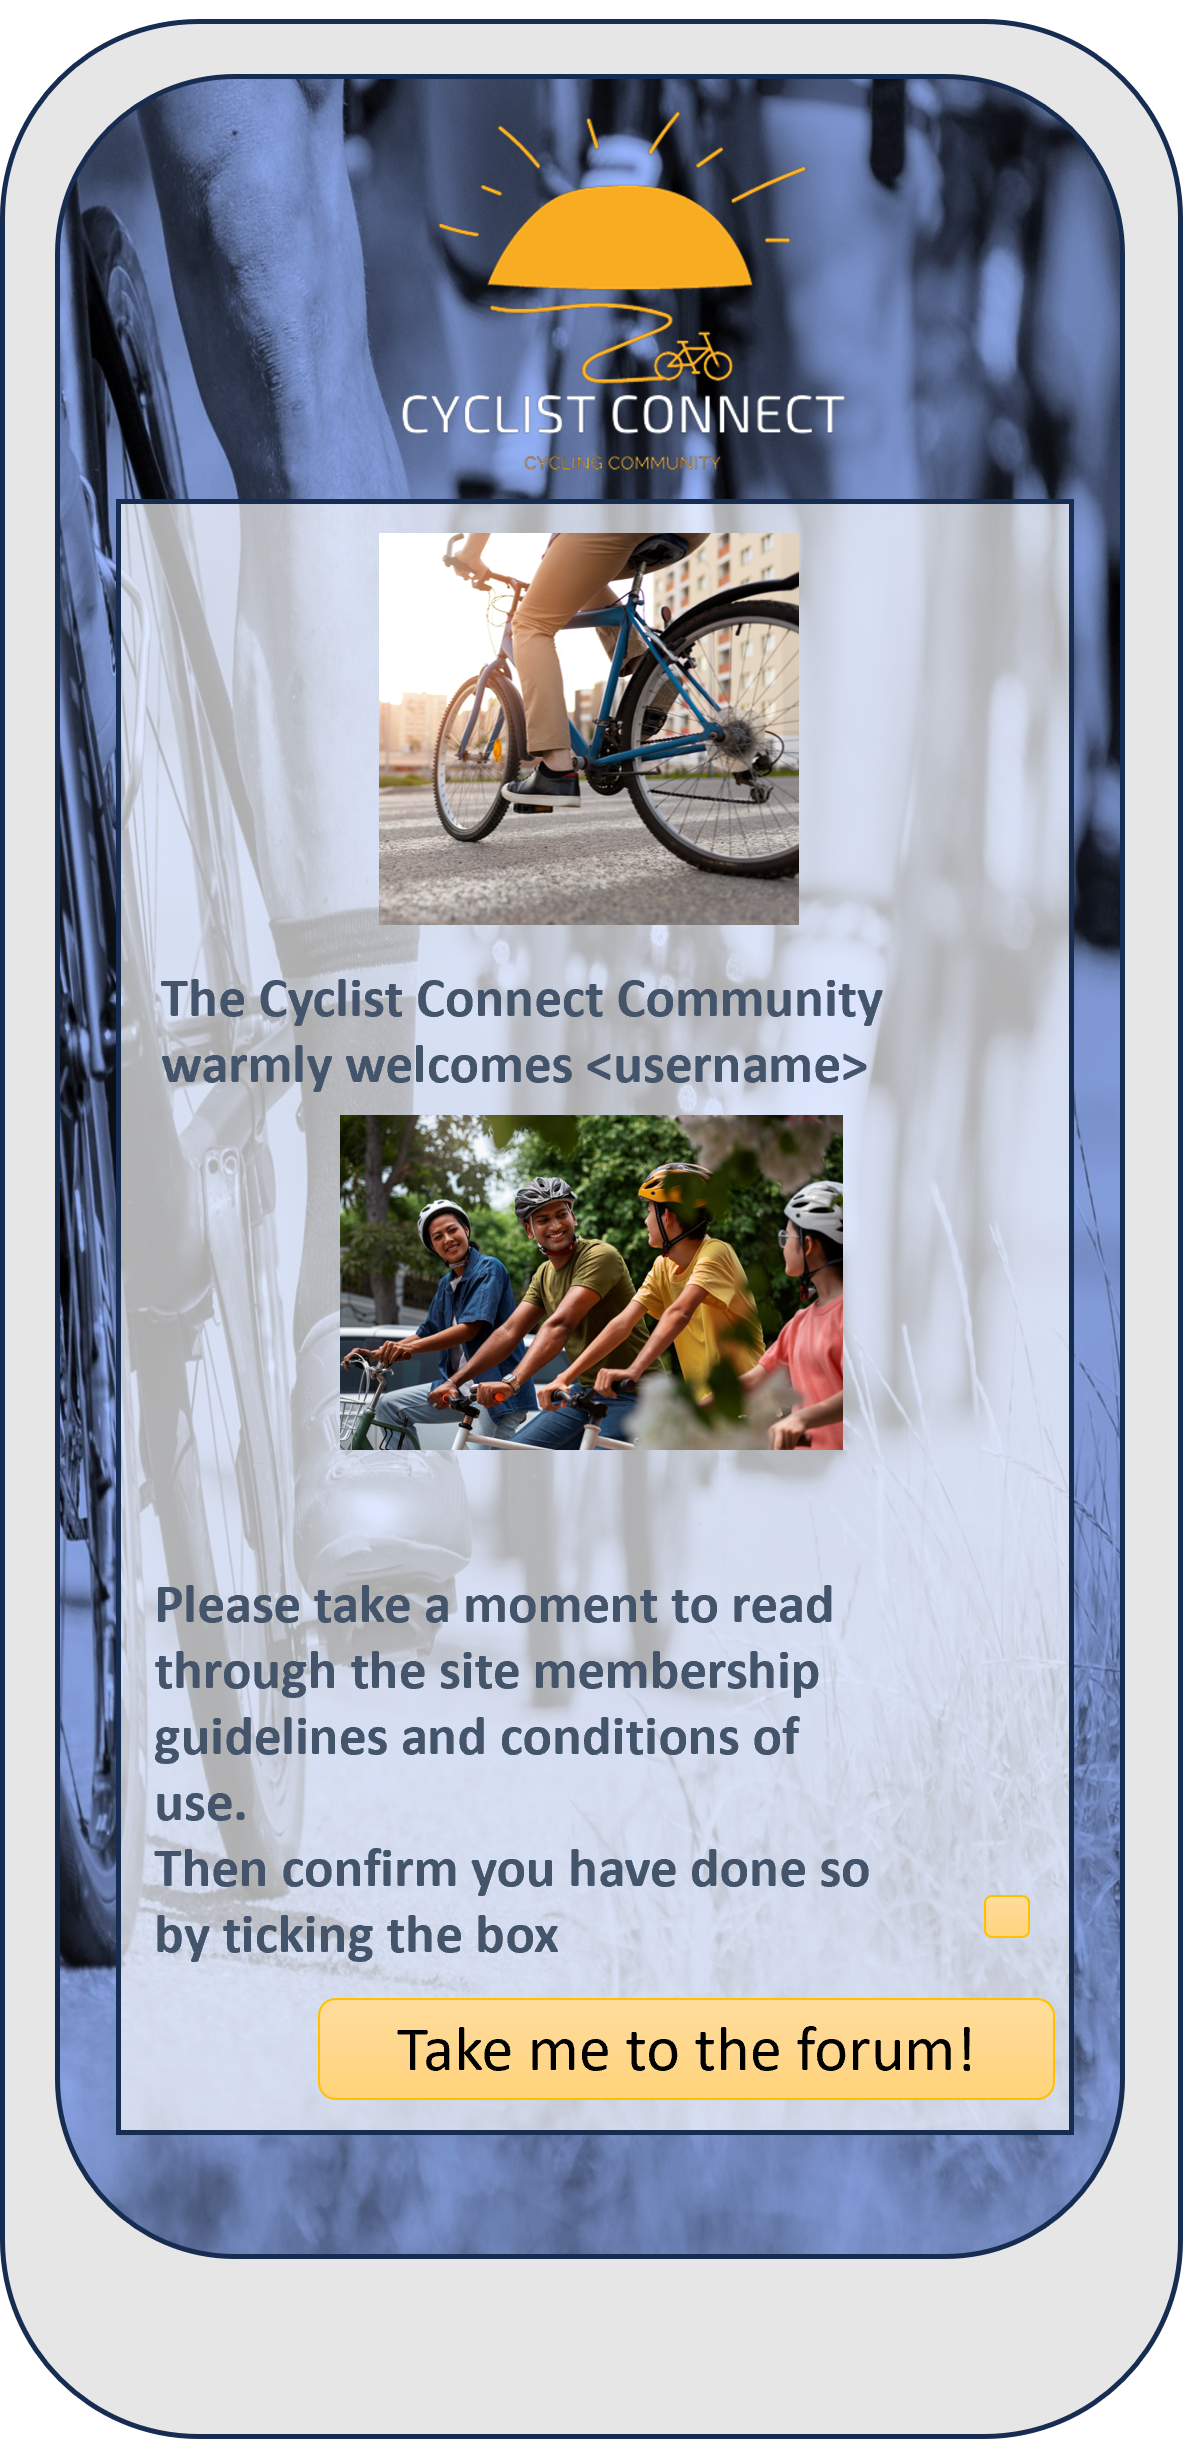 CYCLIST CONNECT
CYCLING COMMUNITY
The Cyclist Connect Community
warmly welcomes <username>
Please take a moment to read
through the site membership
guidelines and conditions of
use.
Then confirm you have done so
by ticking the box
Take me to the forum!